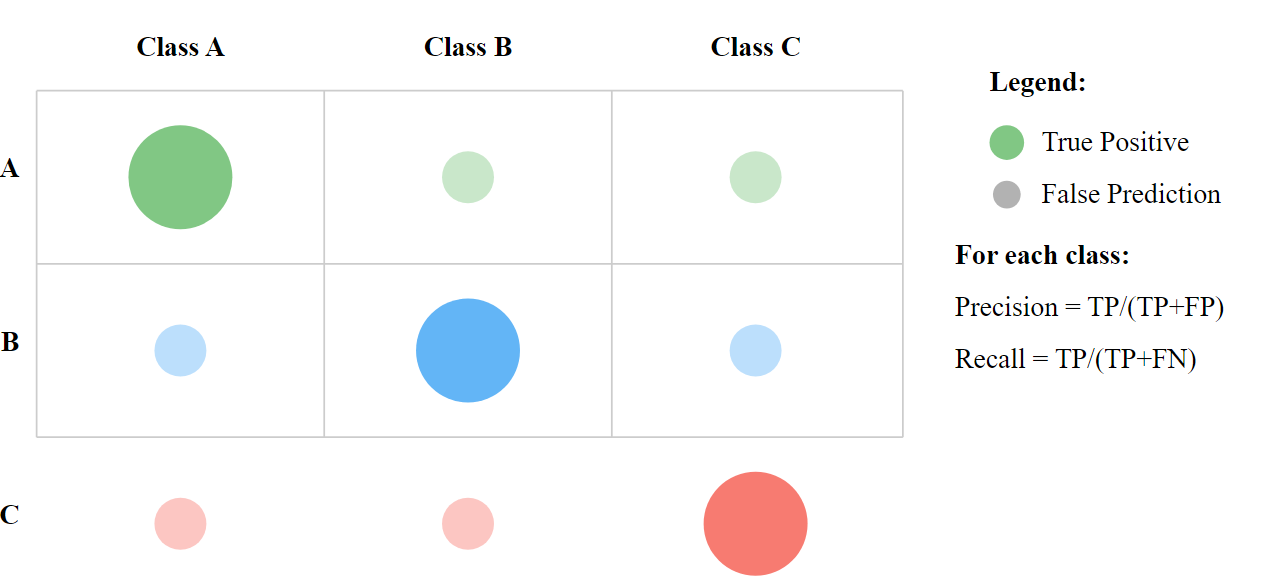 Class A
Class B
Class C
A
B
C
Legend:
True Positive
False Prediction
For each class:
Precision = TP/(TP+FP)
Recall = TP/(TP+FN)